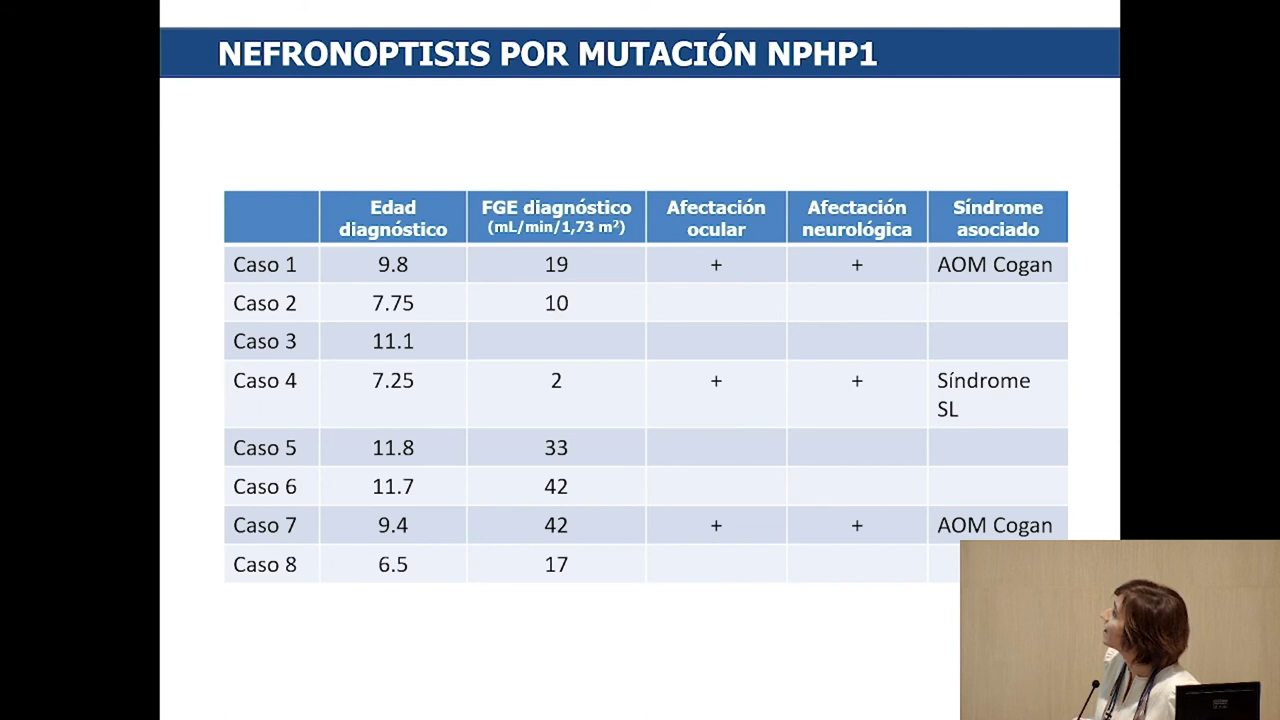 NEFRONOPTISIS POR MUTACIÓN NPHP1
Edad diagnóstico FGE diagnóstico (mL/min/1,73 m²) Afectación ocular Afectación neurológica Síndrome asociado
Caso 1 9.8 19 + + AOM Cogan
Caso 2 7.75 10
Caso 3 11.1
Caso 4 7.25 2 + + Síndrome SL
Caso 5 11.8 33
Caso 6 11.7 42
Caso 7 9.4 42 + + AOM Cogan
Caso 8 6.5 17